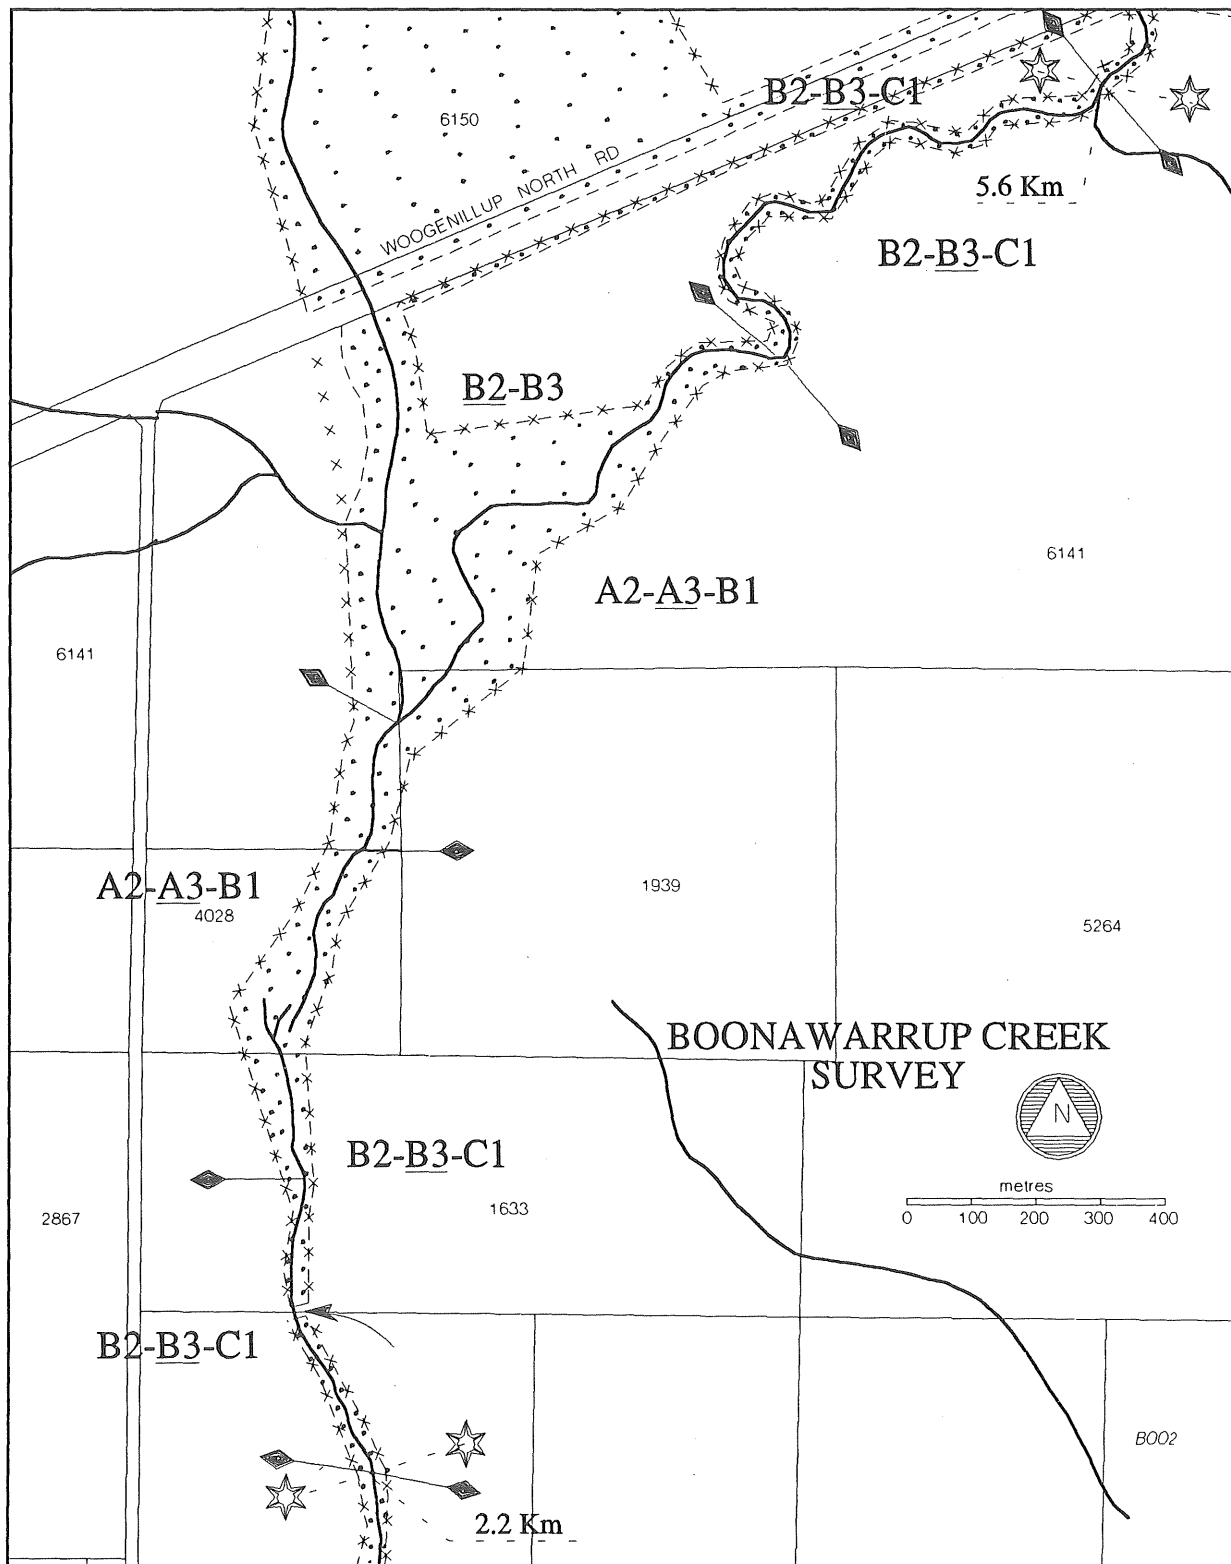 B2-B3-C1
6150
WOOGENILLUP NORTH RD
5.6 Km
B2-B3-C1
B2-B3
6141
A2-A3-B1
6141
A2-A3-B1
4028
1939
5264
BOONAWARRUP CREEK
SURVEY
N
B2-B3-C1
metres
0 100 200 300 400
2867
1633
B2-B3-C1
B002
2.2 Km